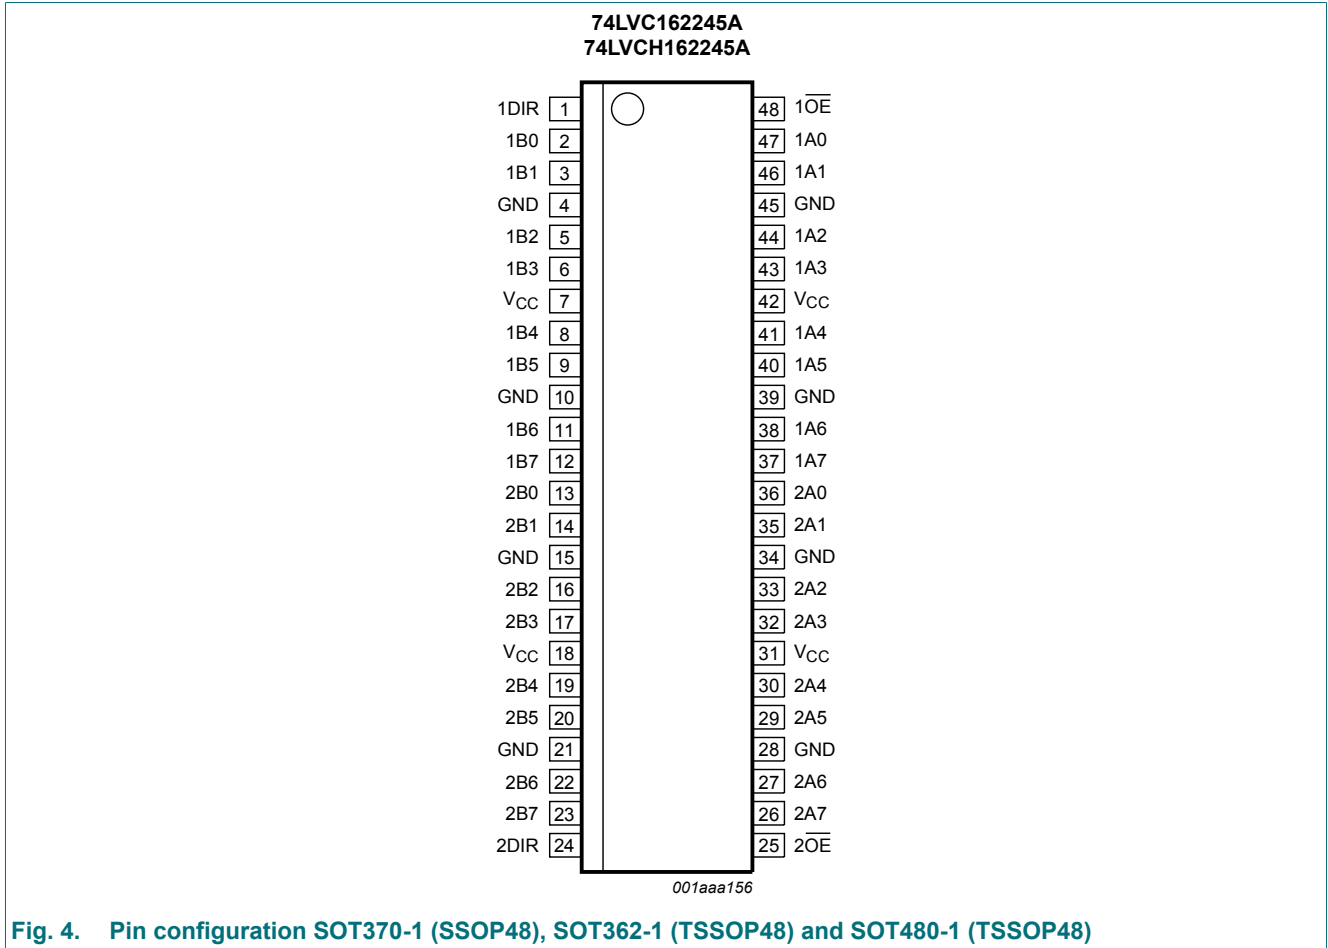 74LVC162245A
74LVCH162245A
1DIR 1 48 1O̅E̅
1B0 2 47 1A0
1B1 3 46 1A1
GND 4 45 GND
1B2 5 44 1A2
1B3 6 43 1A3
VCC 7 42 VCC
1B4 8 41 1A4
1B5 9 40 1A5
GND 10 39 GND
1B6 11 38 1A6
1B7 12 37 1A7
2B0 13 36 2A0
2B1 14 35 2A1
GND 15 34 GND
2B2 16 33 2A2
2B3 17 32 2A3
VCC 18 31 VCC
2B4 19 30 2A4
2B5 20 29 2A5
GND 21 28 GND
2B6 22 27 2A6
2B7 23 26 2A7
2DIR 24 25 2O̅E̅
001aaa156
Fig. 4. Pin configuration SOT370-1 (SSOP48), SOT362-1 (TSSOP48) and SOT480-1 (TSSOP48)